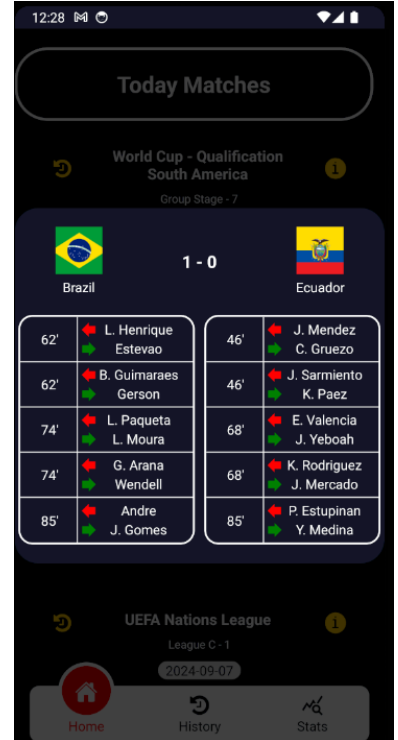 12:28
Today Matches
World Cup - Qualification
South America
1
Group Stage - 7
1 - 0
Brazil
Ecuador
62'
L. Henrique
Estevao
62'
B. Guimaraes
Gerson
74'
L. Paqueta
L. Moura
74'
G. Arana
Wendell
85'
Andre
J. Gomes
46'
J. Mendez
C. Gruezo
46'
J. Sarmiento
K. Paez
68'
E. Valencia
J. Yeboah
68'
K. Rodriguez
J. Mercado
85'
P. Estupinan
Y. Medina
UEFA Nations League
1
League C - 1
2024-09-07
Home
History
Stats